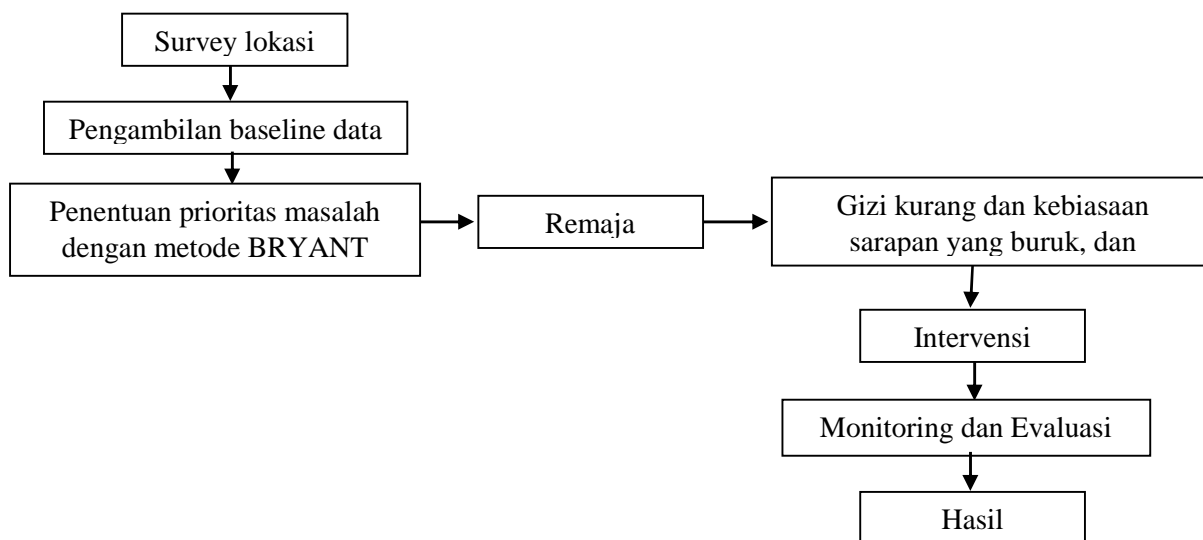 Survey lokasi
Pengambilan baseline data
Penentuan prioritas masalah
dengan metode BRYANT
Remaja
Gizi kurang dan kebiasaan
sarapan yang buruk, dan
Intervensi
Monitoring dan Evaluasi
Hasil